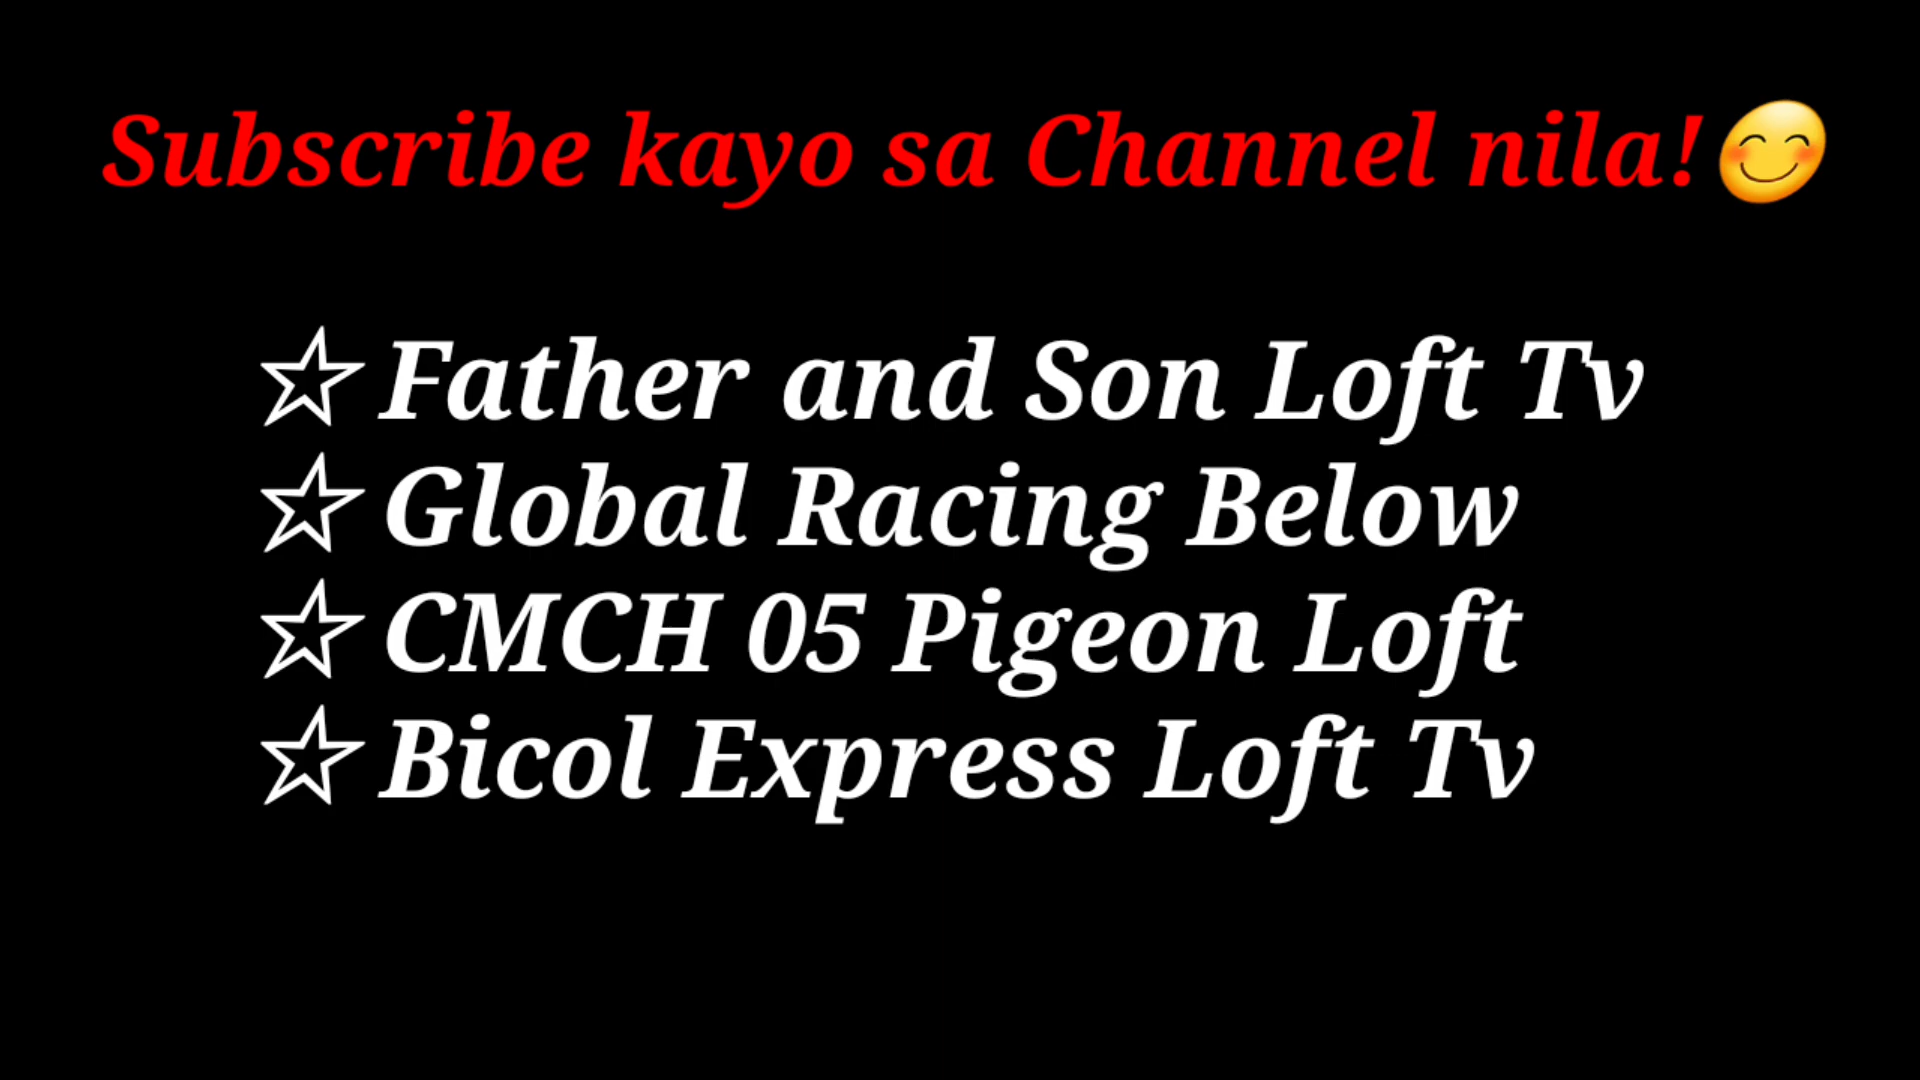 Subscribe kayo sa Channel nila!😊
☆Father and Son Loft Tv
☆Global Racing Below
☆CMCH 05 Pigeon Loft
☆Bicol Express Loft Tv